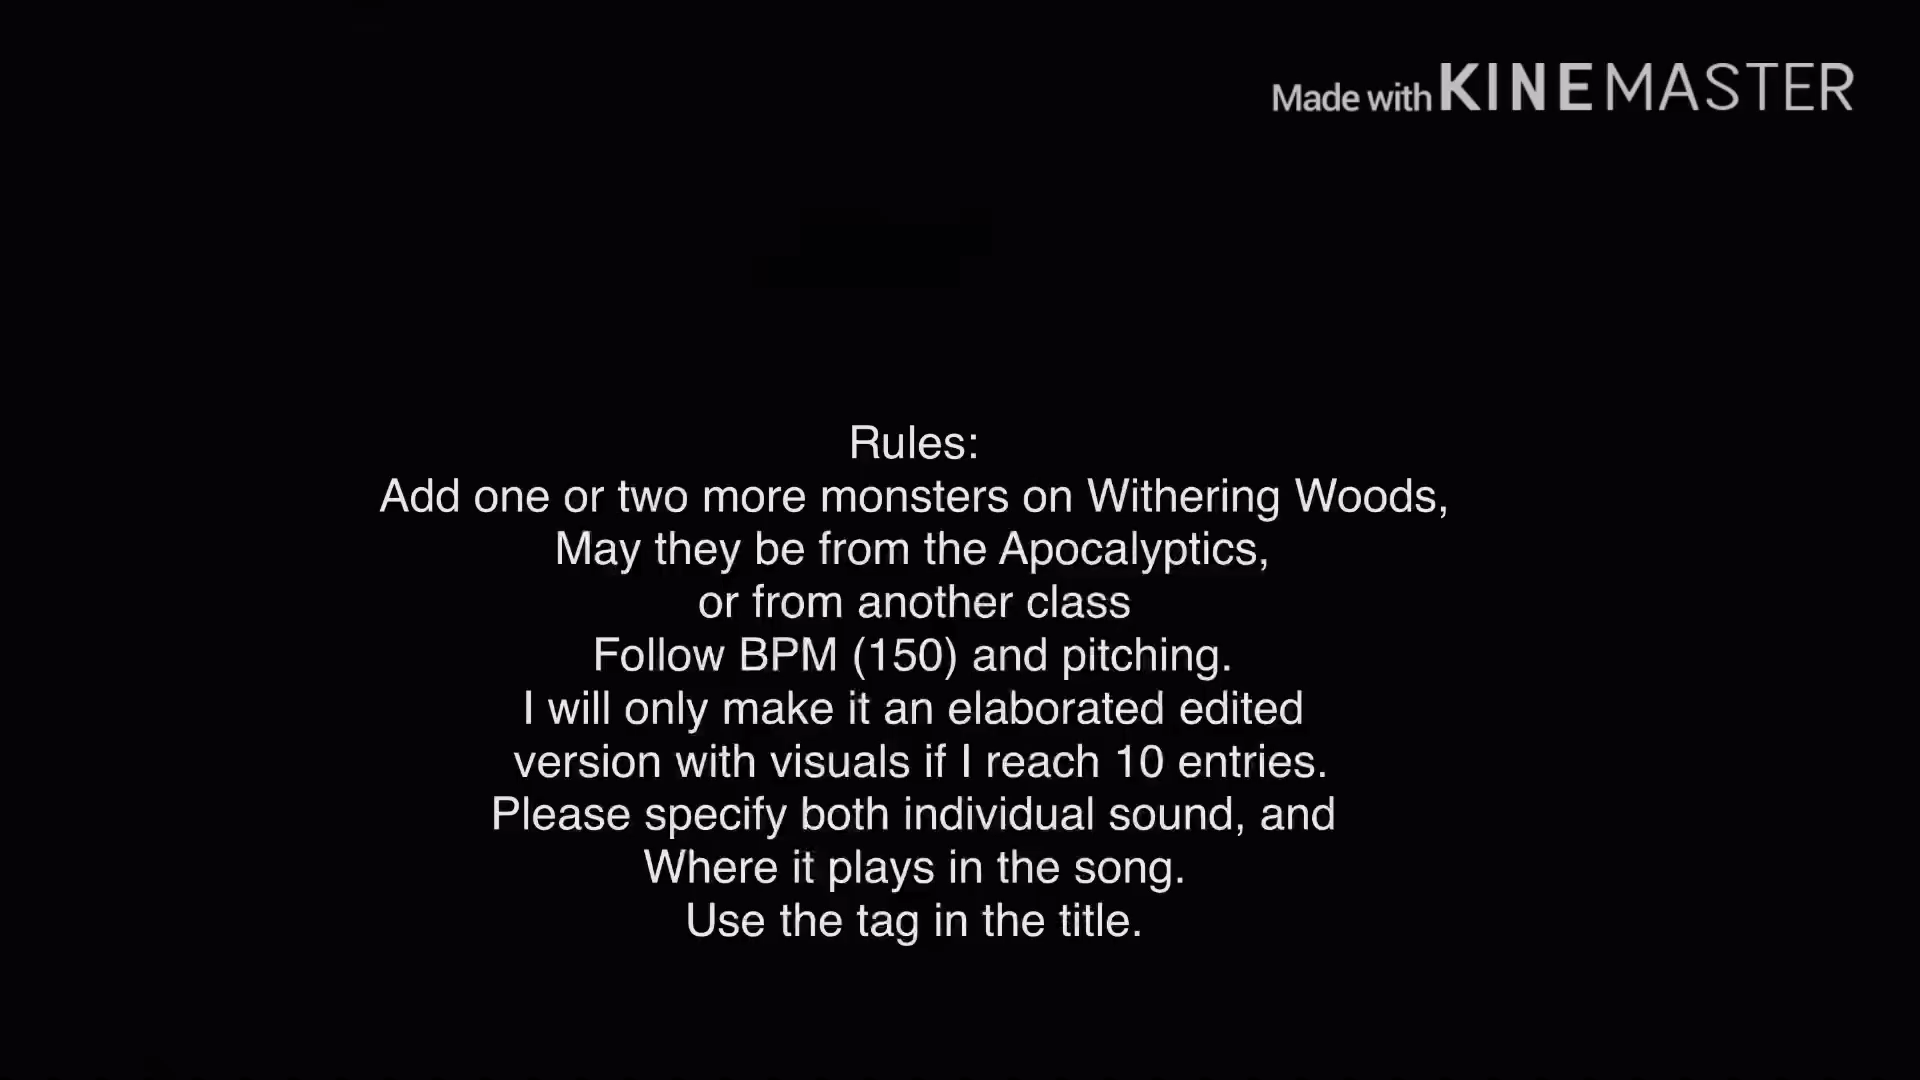 Made with KINEMASTER
Rules:
Add one or two more monsters on Withering Woods,
May they be from the Apocalyptics,
or from another class
Follow BPM (150) and pitching.
I will only make it an elaborated edited
version with visuals if I reach 10 entries.
Please specify both individual sound, and
Where it plays in the song.
Use the tag in the title.